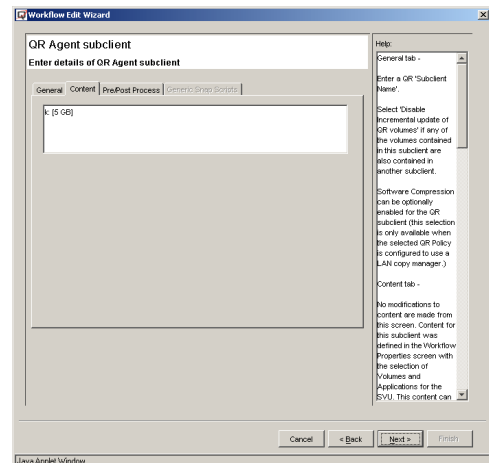 Workflow Edit Wizard
QR Agent subclient
Enter details of QR Agent subclient
General Content Pre/Post Process Generic Snap Scripts
k: [5 GB]
Help:
General tab -
Enter a QR 'Subclient
Name'.
Select 'Disable
Incremental update of
QR volumes' if any of
the volumes contained
in this subclient are
also contained in
another subclient.
Software Compression
can be optionally
enabled for the QR
subclient (this selection
is only available when
the selected QR Policy
is configured to use a
LAN copy manager.)
Content tab -
No modifications to
content are made from
this screen. Content for
this subclient was
defined in the Workflow
Properties screen with
the selection of
Volumes and
Applications for the
SVU. This content can
Cancel < Back Next > Finish
Java Applet Window